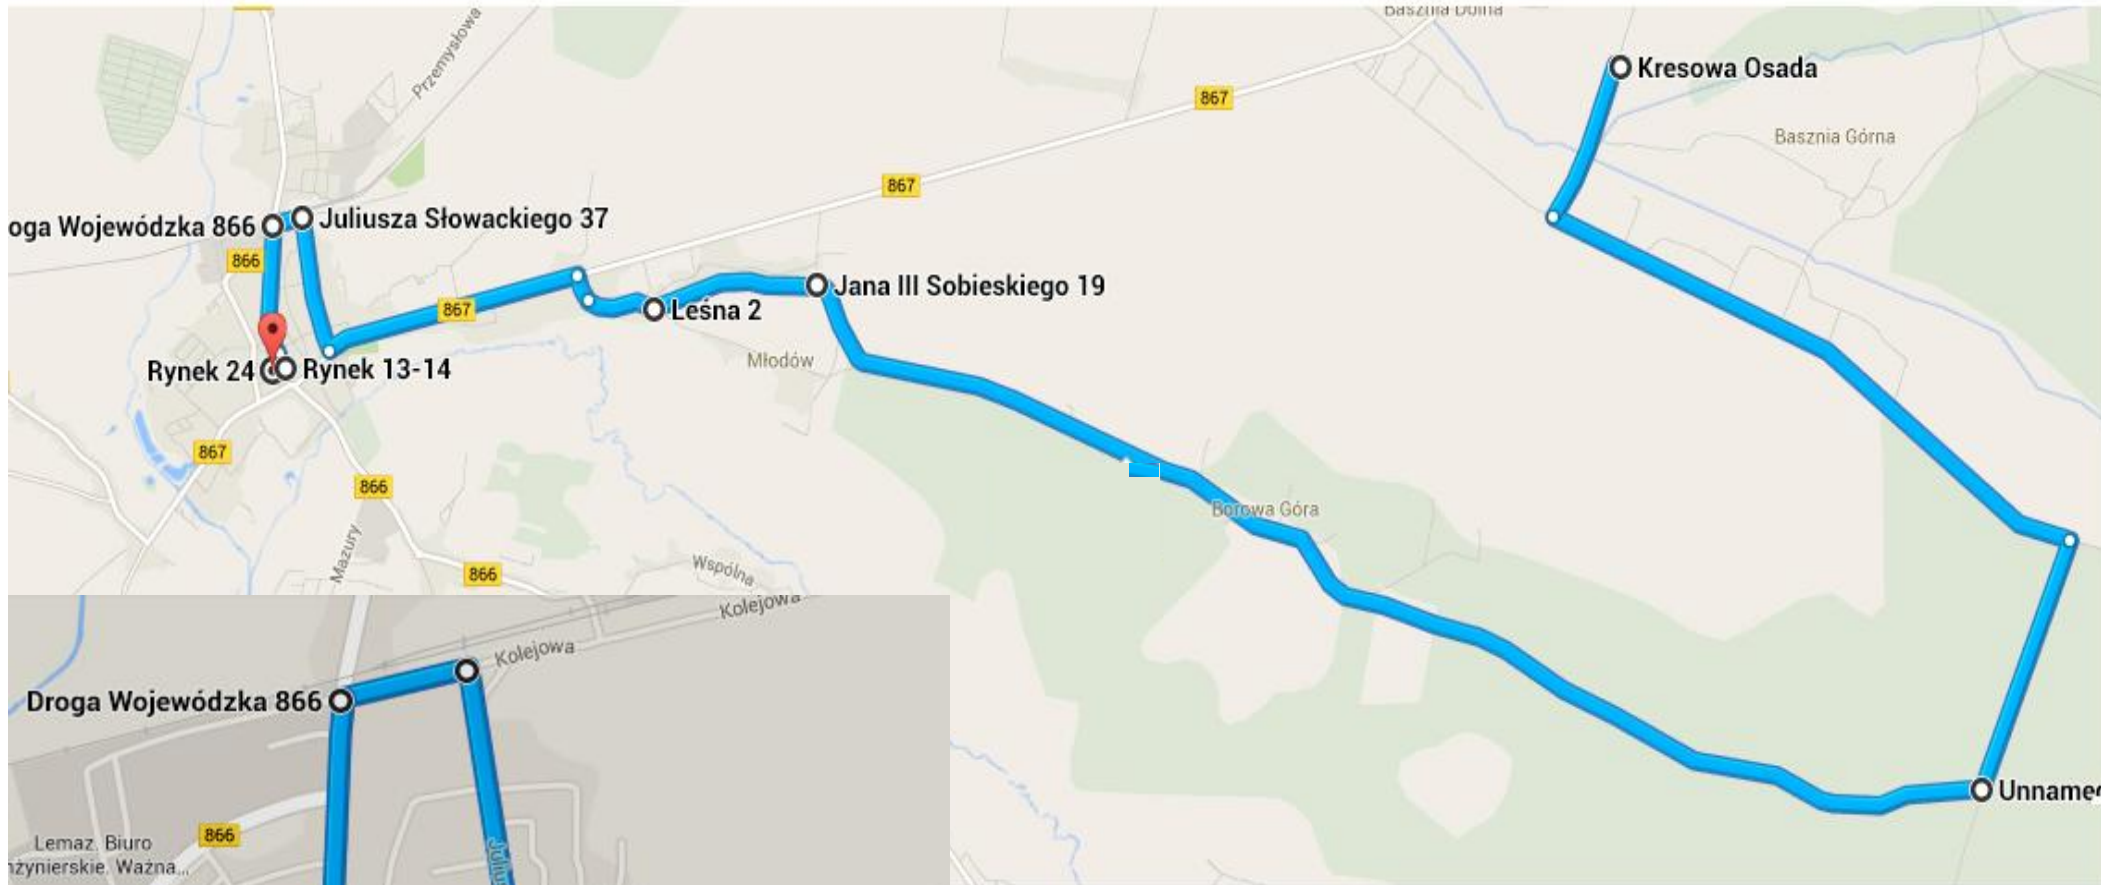 Basznia Dolna
Kresowa Osada
Przemysłowa
867
Basznia Górna
867
oga Wojewódzka 866
Juliusza Słowackiego 37
866
Jana III Sobieskiego 19
867
Leśna 2
Rynek 24
Rynek 13-14
Młodów
867
866
Borowa Góra
Mazury
866
Wspólna
Kolejowa
Kolejowa
Droga Wojewódzka 866
Unname
866
Lemaz. Biuro
nżynierskie. Ważna...
Juliu